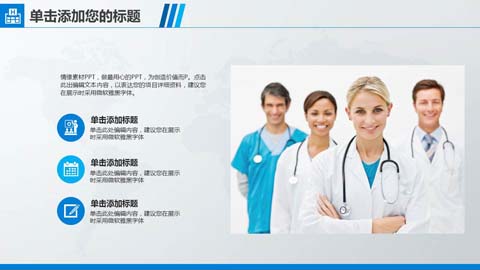 单击添加您的标题
情缘素材PPT，做最用心的PPT，为创造价值而P。点击
此出编辑文本内容，以表达您的项目详细资料，建议您
在展示时采用微软雅黑字体。
单击添加标题
单击此处编辑内容，建议您在展示
时采用微软雅黑字体
单击添加标题
单击此处编辑内容，建议您在展示
时采用微软雅黑字体
单击添加标题
单击此处编辑内容，建议您在展示
时采用微软雅黑字体